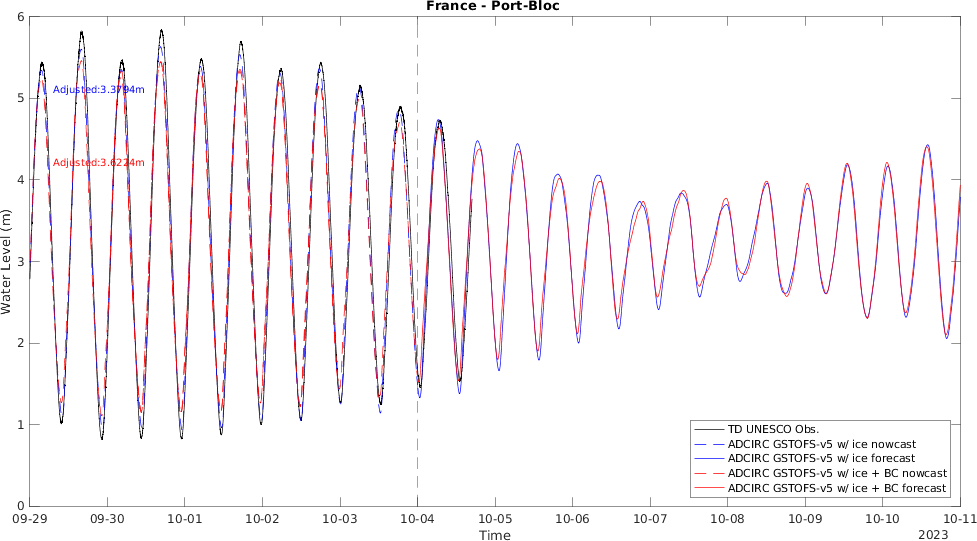 France - Port-Bloc
6
5
4
3
2
1
0
Water Level (m)
Adjusted:3.3794m
Adjusted:3.6224m
TD UNESCO Obs.
ADCIRC GSTOFS-v5 w/ ice nowcast
ADCIRC GSTOFS-v5 w/ ice forecast
ADCIRC GSTOFS-v5 w/ ice + BC nowcast
ADCIRC GSTOFS-v5 w/ ice + BC forecast
09-29 09-30 10-01 10-02 10-03 10-04 10-05 10-06 10-07 10-08 10-09 10-10 10-11
Time
2023